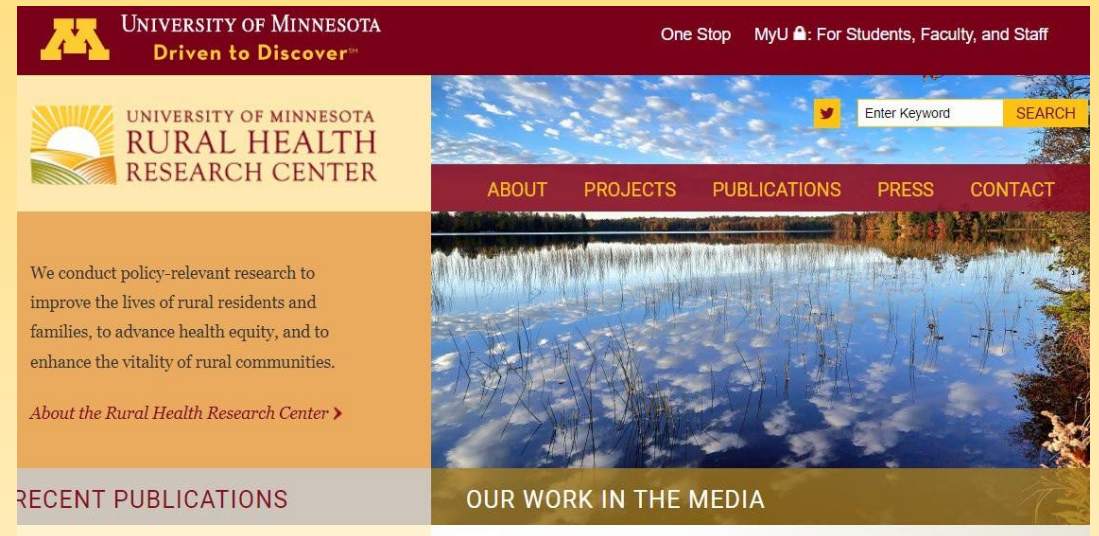 UNIVERSITY OF MINNESOTA
Driven to Discover℠
One Stop MyU : For Students, Faculty, and Staff
UNIVERSITY OF MINNESOTA
RURAL HEALTH
RESEARCH CENTER
Enter Keyword SEARCH
ABOUT PROJECTS PUBLICATIONS PRESS CONTACT
We conduct policy-relevant research to
improve the lives of rural residents and
families, to advance health equity, and to
enhance the vitality of rural communities.
About the Rural Health Research Center
RECENT PUBLICATIONS
OUR WORK IN THE MEDIA